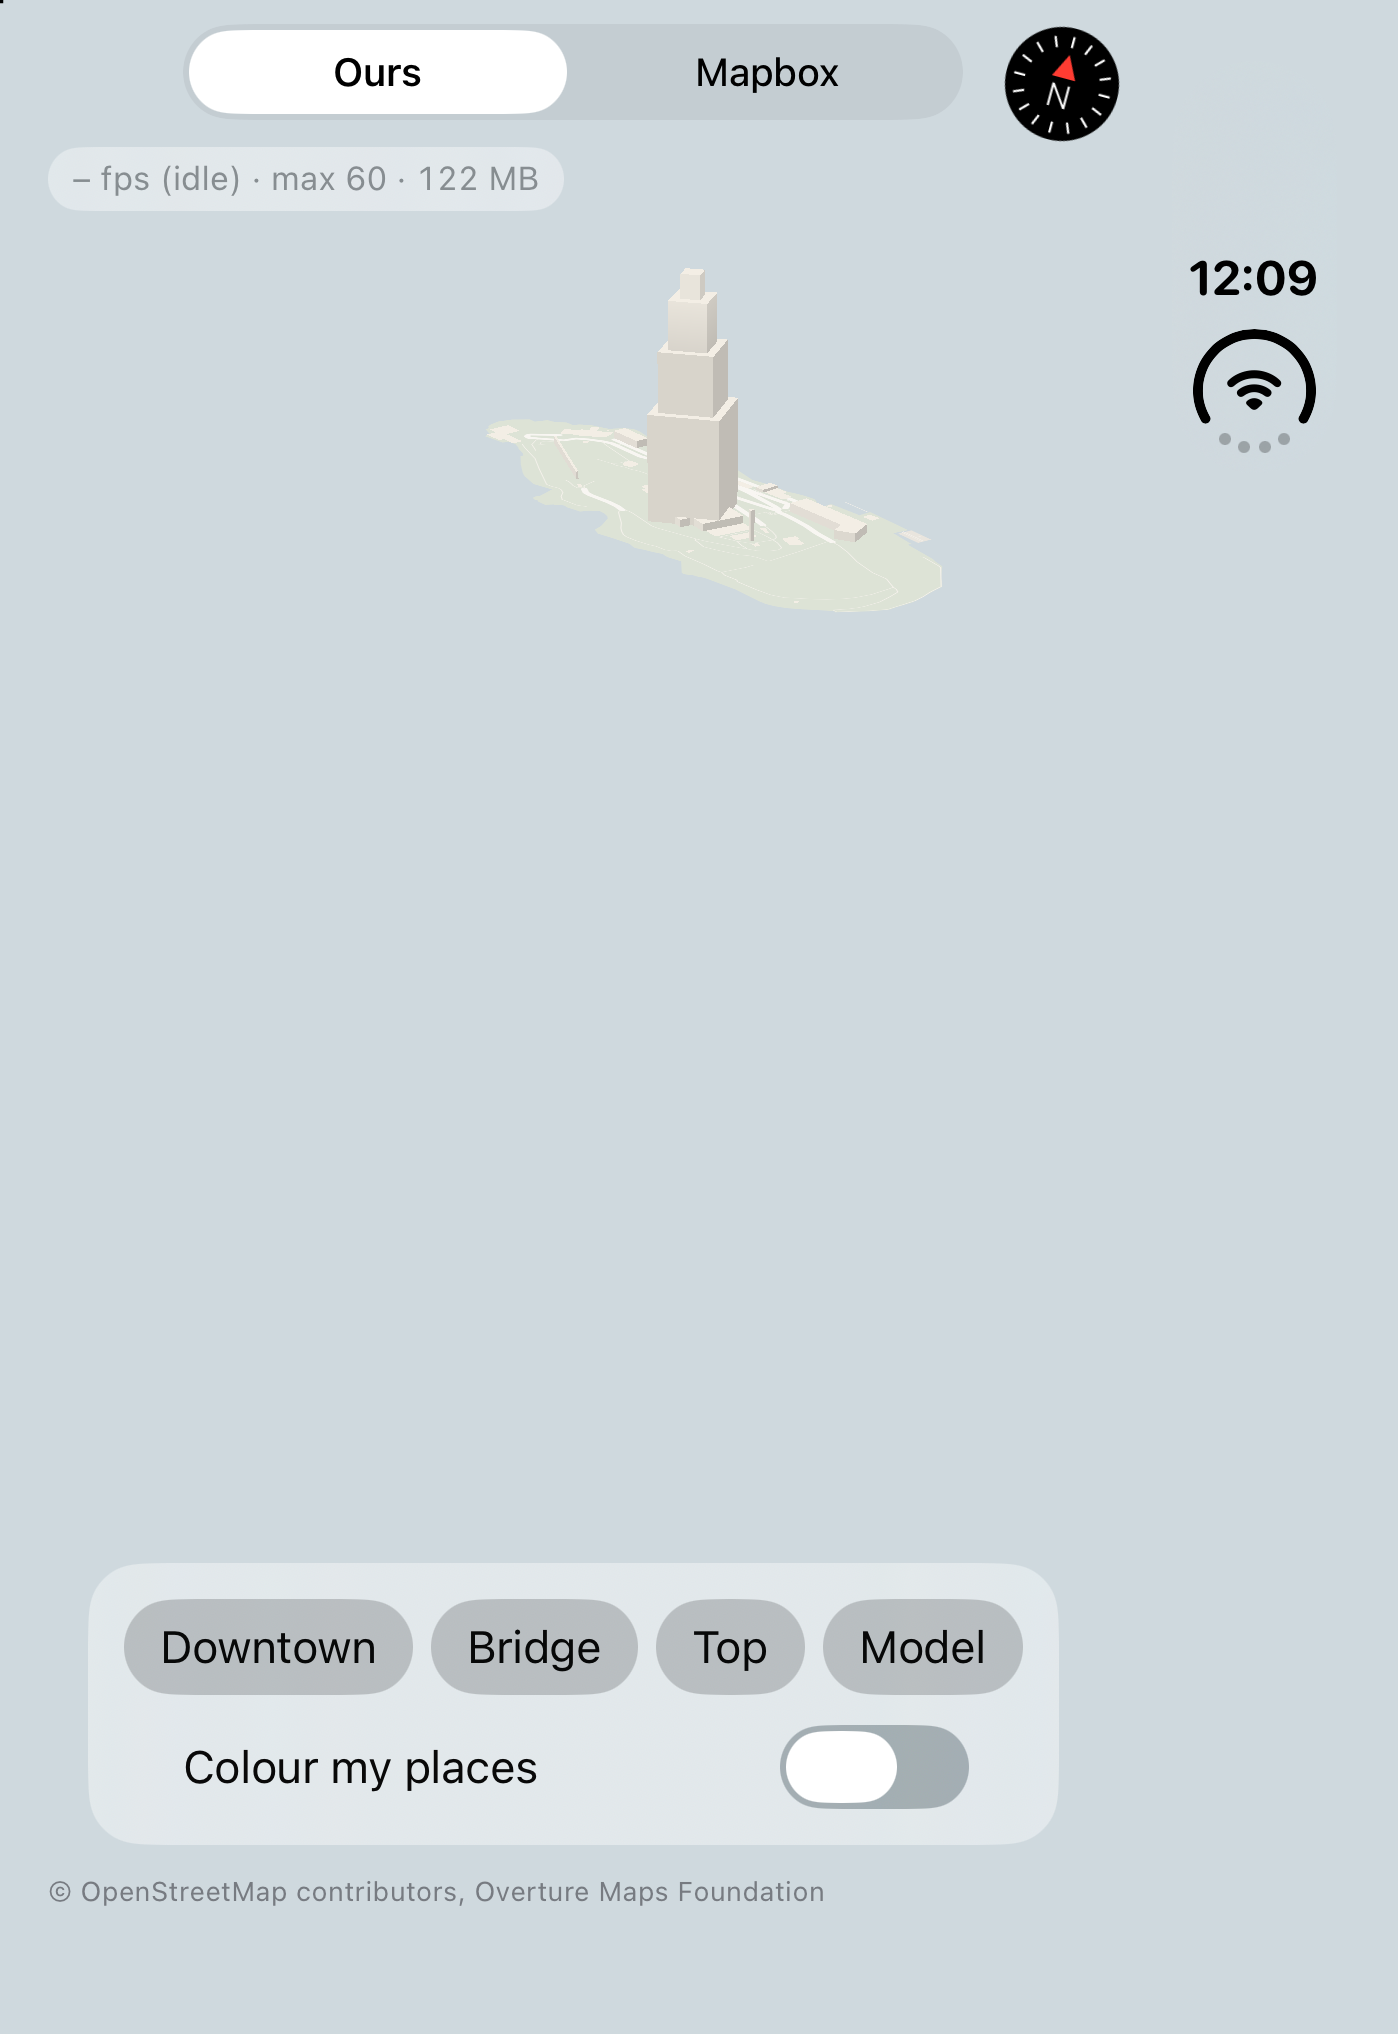 Ours
Mapbox
N
– fps (idle) · max 60 · 122 MB
12:09
Downtown
Bridge
Top
Model
Colour my places
© OpenStreetMap contributors, Overture Maps Foundation